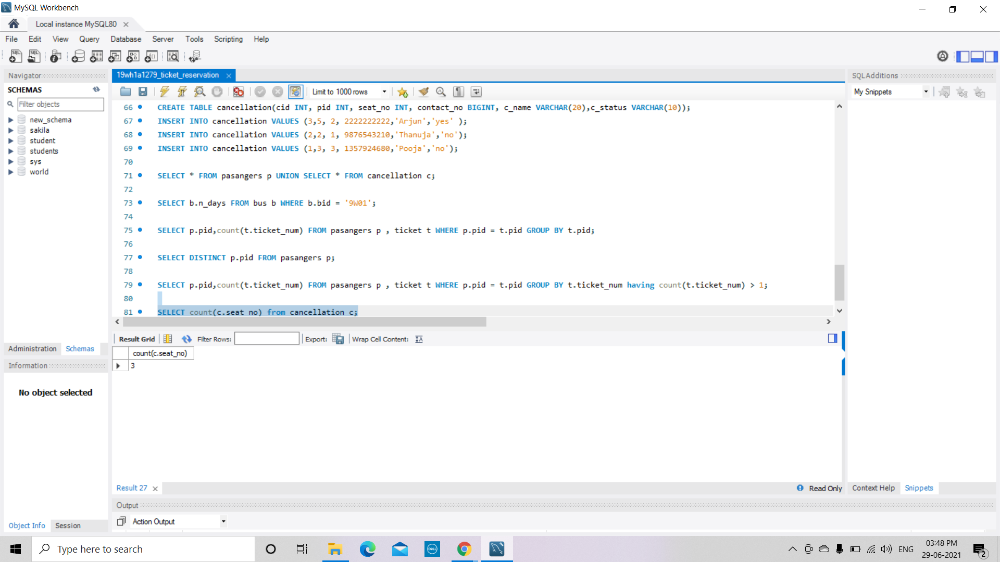 MySQL Workbench
Local instance MySQL80
File Edit View Query Database Server Tools Scripting Help
Navigator
SCHEMAS
Filter objects
new_schema
sakila
student
students
sys
world
Administration Schemas
Information
No object selected
Object Info Session
19wh1a1279_ticket_reservation
Limit to 1000 rows
66 CREATE TABLE cancellation(cid INT, pid INT, seat_no INT, contact_no BIGINT, c_name VARCHAR(20),c_status VARCHAR(10));
67 INSERT INTO cancellation VALUES (3,5, 2, 2222222222,'Arjun','yes' );
68 INSERT INTO cancellation VALUES (2,2, 1, 9876543210,'Thanuja','no');
69 INSERT INTO cancellation VALUES (1,3, 3, 1357924680,'Pooja','no');
70
71 SELECT * FROM pasangers p UNION SELECT * FROM cancellation c;
72
73 SELECT b.n_days FROM bus b WHERE b.bid = '9W01';
74
75 SELECT p.pid,count(t.ticket_num) FROM pasangers p , ticket t WHERE p.pid = t.pid GROUP BY t.pid;
76
77 SELECT DISTINCT p.pid FROM pasangers p;
78
79 SELECT p.pid,count(t.ticket_num) FROM pasangers p , ticket t WHERE p.pid = t.pid GROUP BY t.ticket_num having count(t.ticket_num) > 1;
80
81 SELECT count(c.seat_no) from cancellation c;
Result Grid Filter Rows: Export: Wrap Cell Content:
count(c.seat_no)
3
Result 27
Read Only
Output
Action Output
SQLAdditions
My Snippets
Context Help Snippets
Type here to search
DELL
ENG
03:48 PM
29-06-2021
2